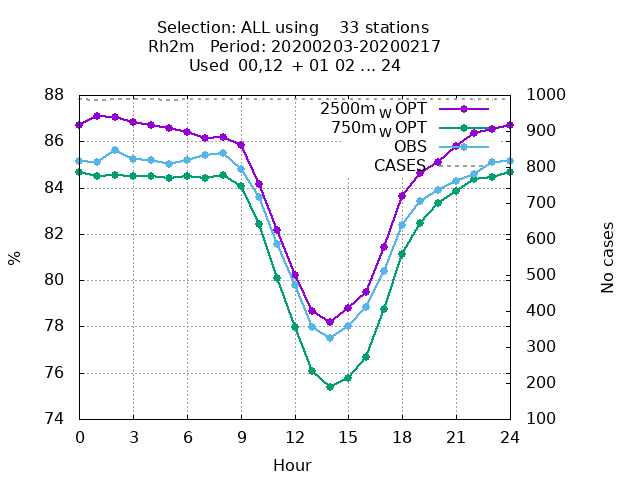 Selection: ALL using 33 stations
Rh2m Period: 20200203-20200217
Used 00,12 + 01 02 ... 24
88 1000
2500m W OPT
86 900
750m W OPT
OBS
CASES
84 800
82 700
80 600
78 500
76 400
74 300
200
100
%
No cases
0 3 6 9 12 15 18 21 24
Hour